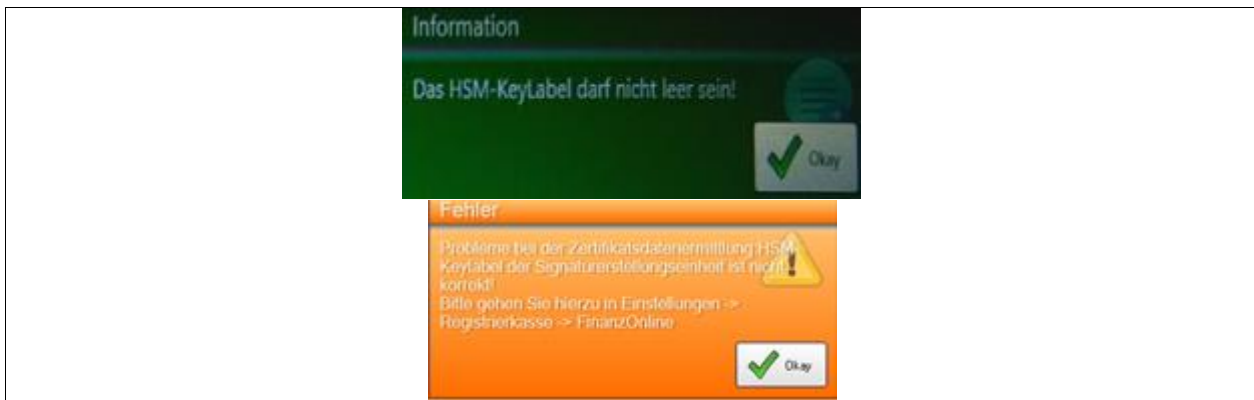 Information
Das HSM-KeyLabel darf nicht leer sein!
Okay
Fehler
Probleme bei der Zertifikatsdatenermittlung:HSM-
Keylabel der Signaturerstellungseinheit ist nicht
korrekt!
Bitte gehen Sie hierzu in Einstellungen ->
Registrierkasse -> FinanzOnline
Okay